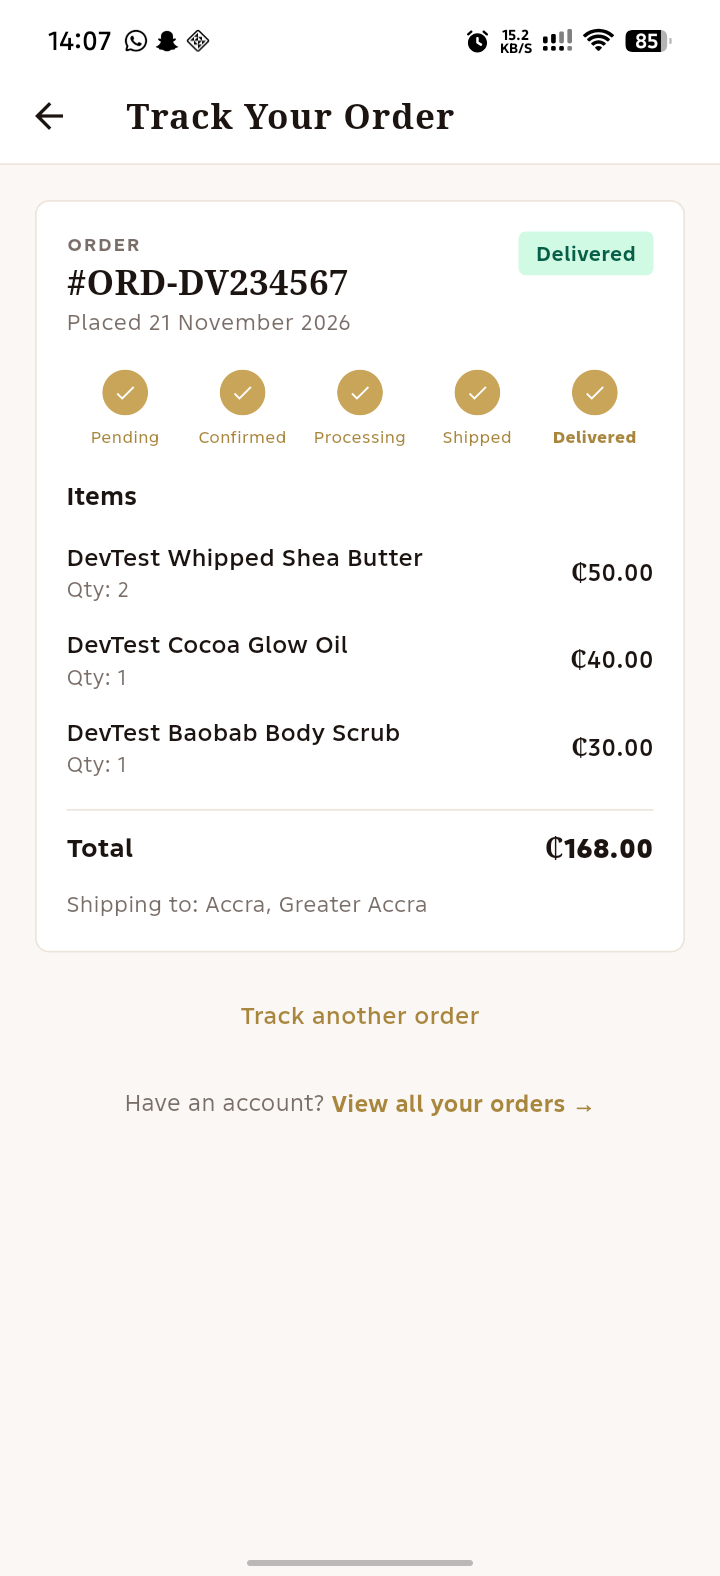 14:07
15.2
KB/S
85
Track Your Order
ORDER
#ORD-DV234567
Delivered
Placed 21 November 2026
Pending
Confirmed
Processing
Shipped
Delivered
Items
DevTest Whipped Shea Butter
Qty: 2
₵50.00
DevTest Cocoa Glow Oil
Qty: 1
₵40.00
DevTest Baobab Body Scrub
Qty: 1
₵30.00
Total
₵168.00
Shipping to: Accra, Greater Accra
Track another order
Have an account? View all your orders →